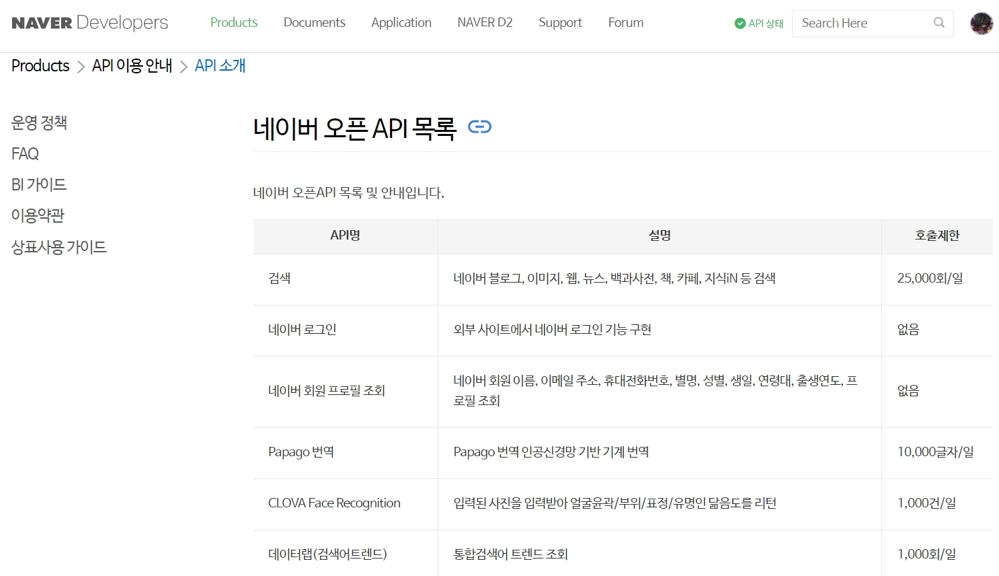 NAVER Developers
Products
Documents
Application
NAVER D2
Support
Forum
API 상태
Search Here
Products > API 이용 안내 > API 소개
운영 정책
FAQ
BI 가이드
이용약관
상표사용 가이드
네이버 오픈 API 목록
네이버 오픈API 목록 및 안내입니다.
API명 설명 호출제한
검색 네이버 블로그, 이미지, 웹, 뉴스, 백과사전, 책, 카페, 지식iN 등 검색 25,000회/일
네이버 로그인 외부 사이트에서 네이버 로그인 기능 구현 없음
네이버 회원 프로필 조회 네이버 회원 이름, 이메일 주소, 휴대전화번호, 별명, 성별, 생일, 연령대, 출생연도, 프
로필 조회 없음
Papago 번역 Papago 번역 인공신경망 기반 기계 번역 10,000글자/일
CLOVA Face Recognition 입력된 사진을 입력받아 얼굴윤곽/부위/표정/유명인 닮음도를 리턴 1,000건/일
데이터랩(검색어트렌드) 통합검색어 트렌드 조회 1,000회/일